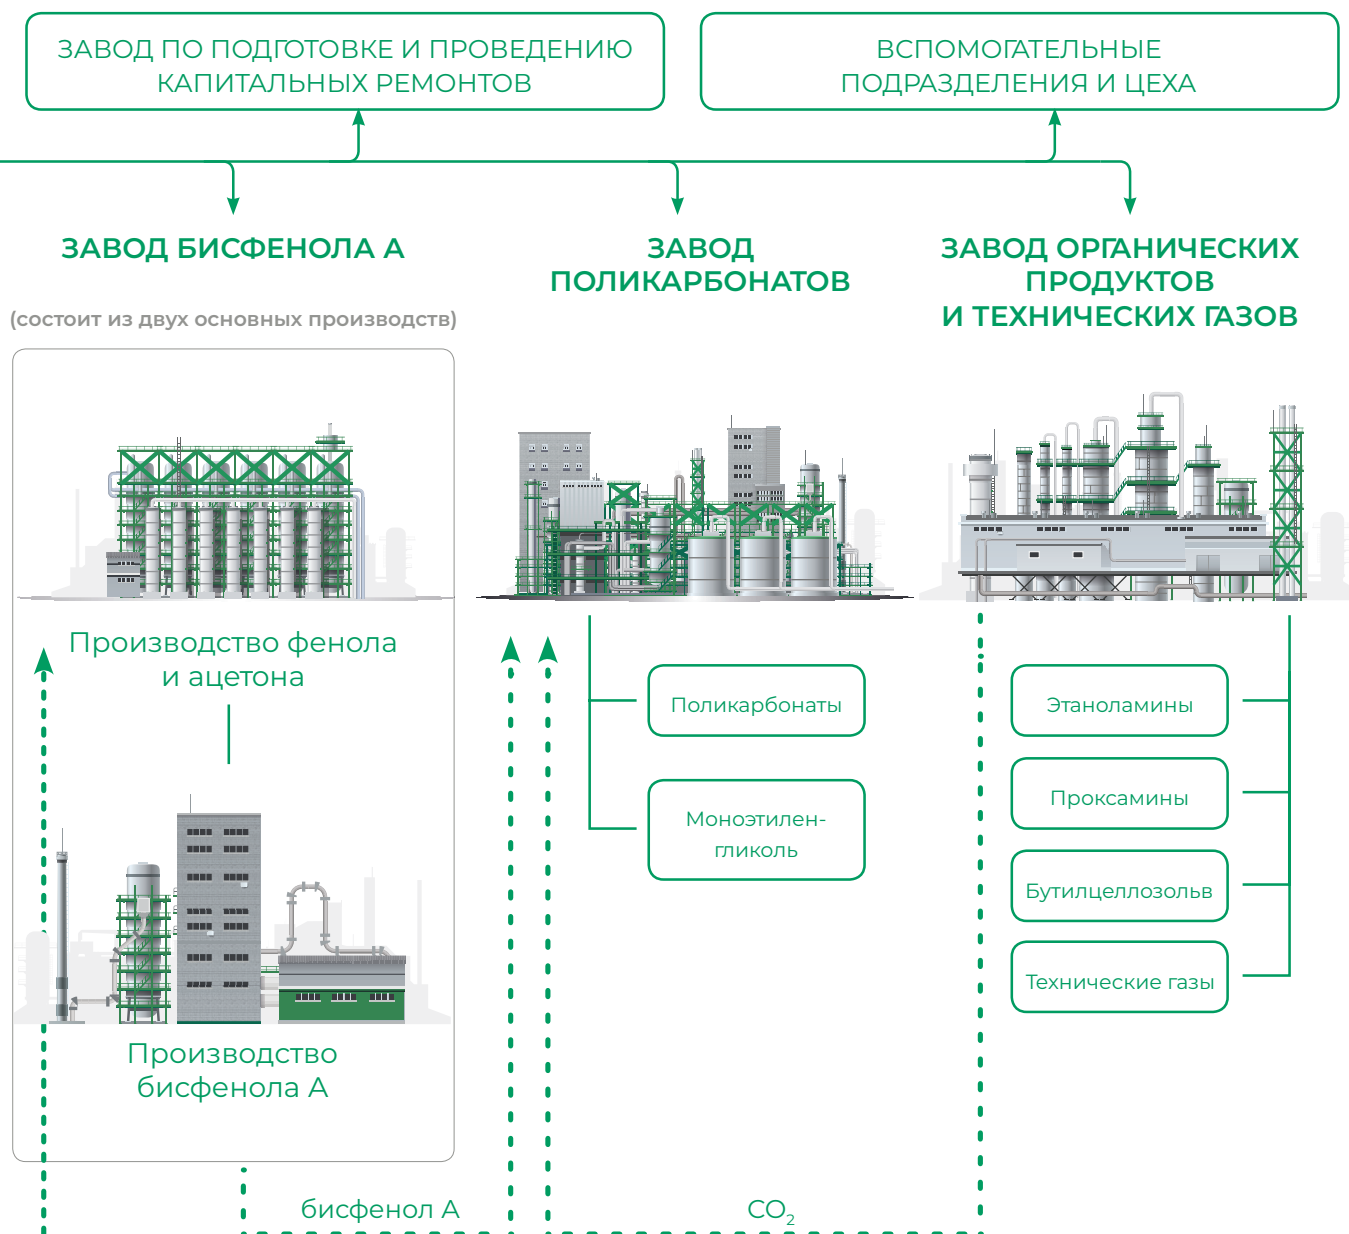 ЗАВОД ПО ПОДГОТОВКЕ И ПРОВЕДЕНИЮ
КАПИТАЛЬНЫХ РЕМОНТОВ
ВСПОМОГАТЕЛЬНЫЕ
ПОДРАЗДЕЛЕНИЯ И ЦЕХА
ЗАВОД БИСФЕНОЛА А
(состоит из двух основных производств)
Производство фенола
и ацетона
Производство
бисфенола А
ЗАВОД
ПОЛИКАРБОНАТОВ
Поликарбонаты
Моноэтилен-
гликоль
ЗАВОД ОРГАНИЧЕСКИХ
ПРОДУКТОВ
И ТЕХНИЧЕСКИХ ГАЗОВ
Этаноламины
Проксамины
Бутилцеллозольв
Технические газы
бисфенол А
CO₂